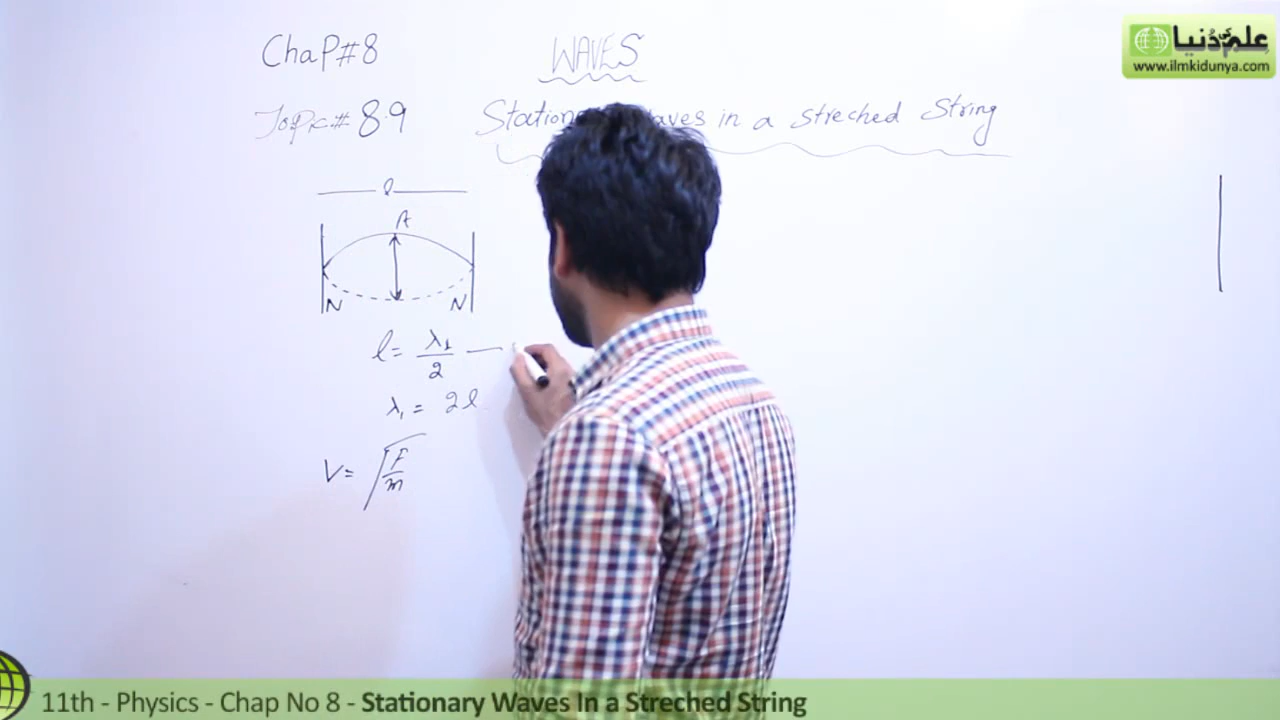 ChaP#8
WAVES
علم کی دُنیا
www.ilmkidunya.com
Topic# 8.9
Station aves in a streched String
l
A
N N
l = λ1/2 —
λ1 = 2l
V = √F/m
11th - Physics - Chap No 8 - Stationary Waves In a Streched String